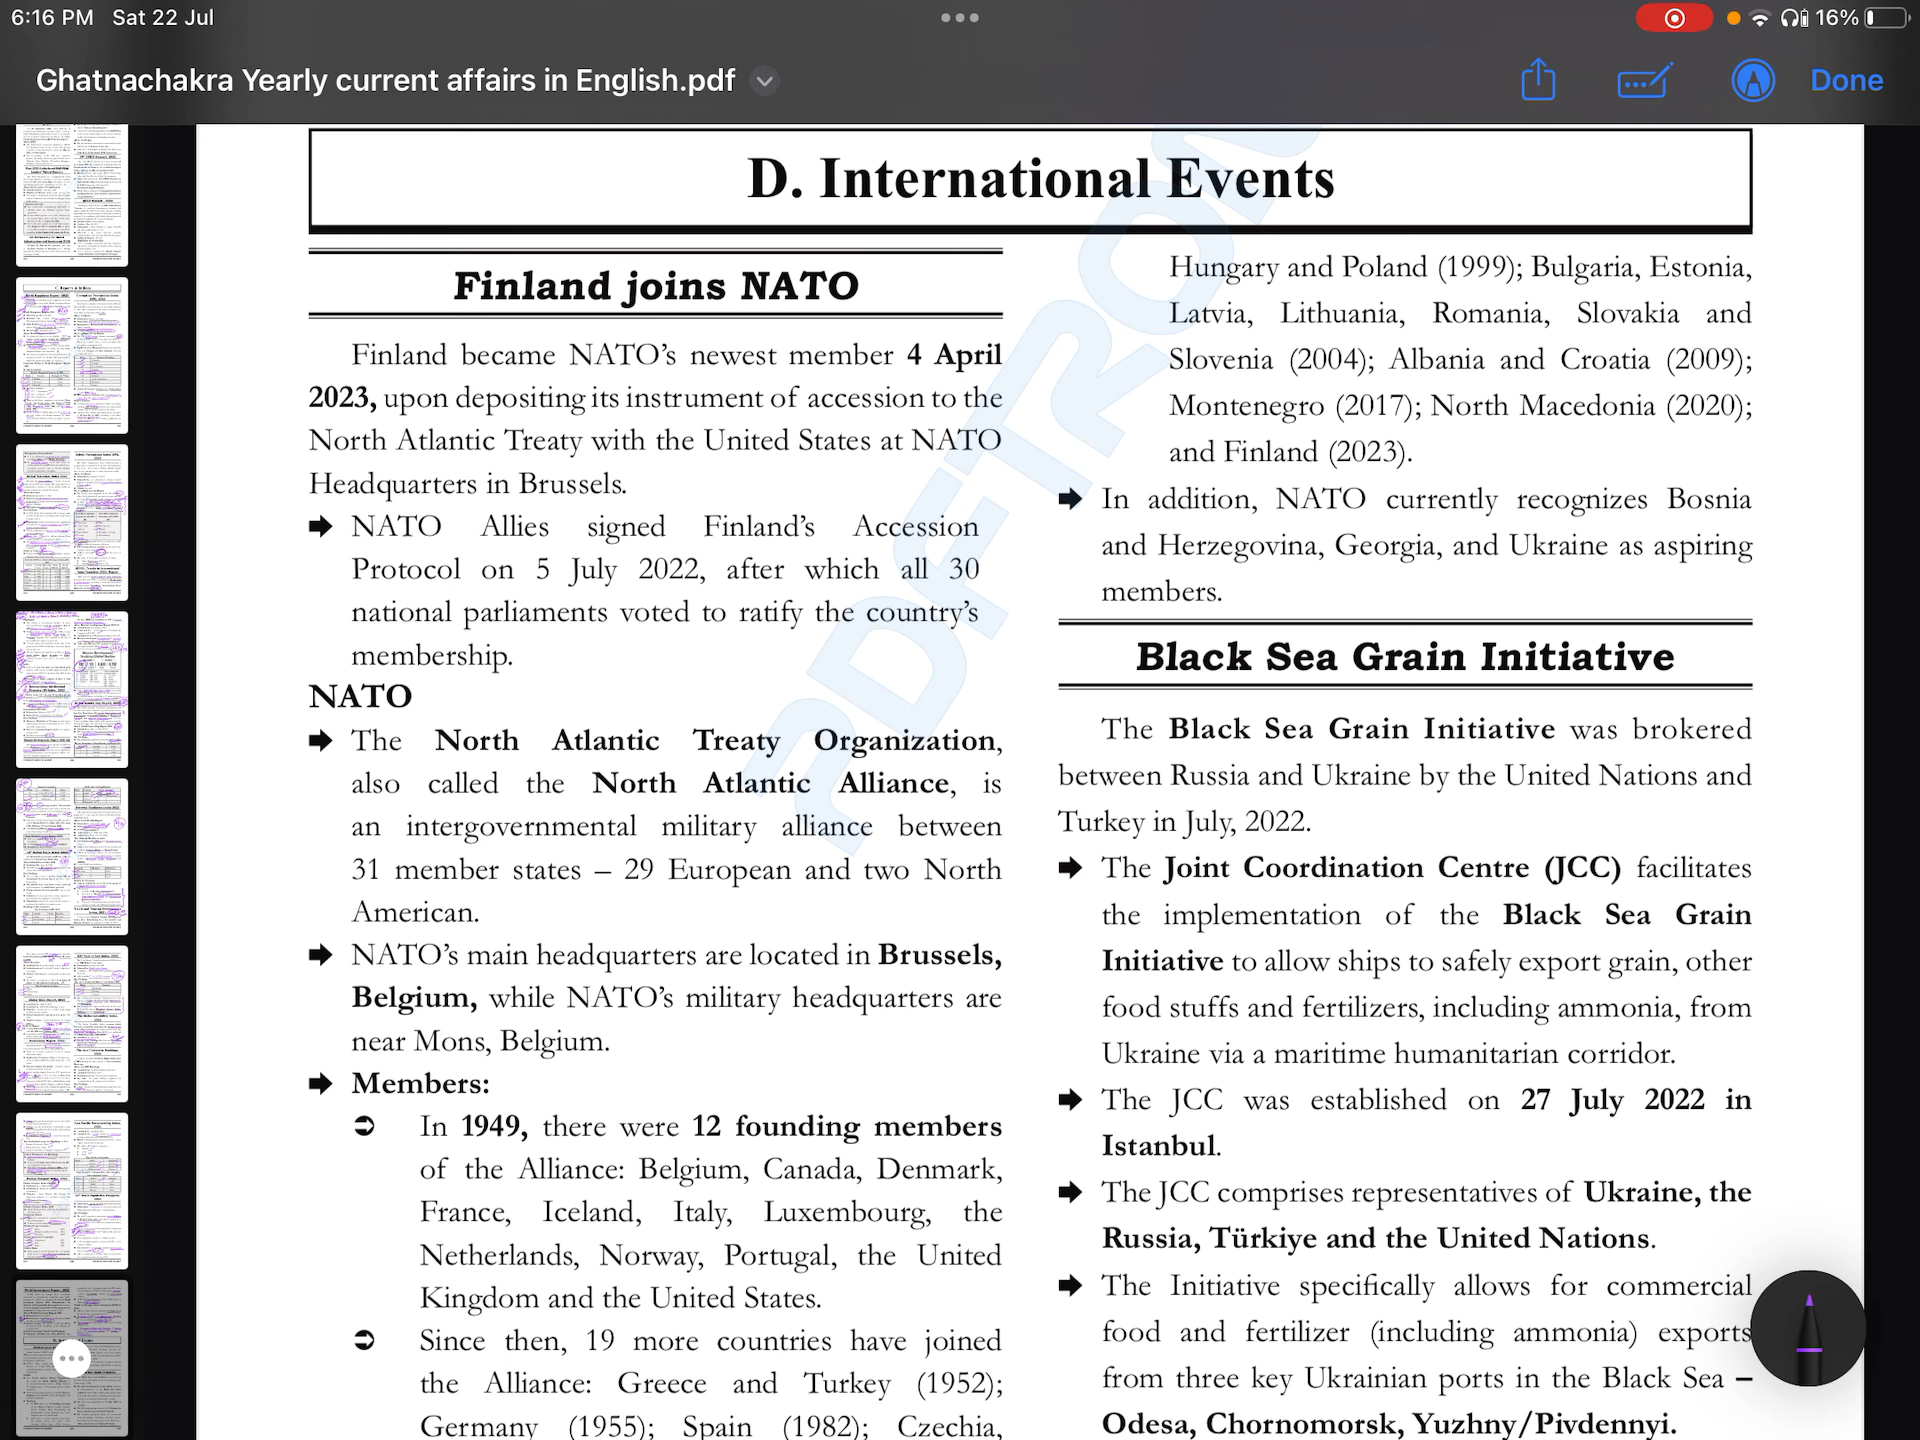 6:16 PM Sat 22 Jul
16%
Ghatnachakra Yearly current affairs in English.pdf
Done
D. International Events
Finland joins NATO
Finland became NATO’s newest member 4 April
2023, upon depositing its instrument of accession to the
North Atlantic Treaty with the United States at NATO
Headquarters in Brussels.
NATO Allies signed Finland’s Accession
Protocol on 5 July 2022, after which all 30
national parliaments voted to ratify the country’s
membership.
NATO
The North Atlantic Treaty Organization,
also called the North Atlantic Alliance, is
an intergovernmental military alliance between
31 member states – 29 European and two North
American.
NATO’s main headquarters are located in Brussels,
Belgium, while NATO’s military headquarters are
near Mons, Belgium.
Members:
In 1949, there were 12 founding members
of the Alliance: Belgium, Canada, Denmark,
France, Iceland, Italy, Luxembourg, the
Netherlands, Norway, Portugal, the United
Kingdom and the United States.
Since then, 19 more countries have joined
the Alliance: Greece and Turkey (1952);
Germany (1955); Spain (1982); Czechia,
Hungary and Poland (1999); Bulgaria, Estonia,
Latvia, Lithuania, Romania, Slovakia and
Slovenia (2004); Albania and Croatia (2009);
Montenegro (2017); North Macedonia (2020);
and Finland (2023).
In addition, NATO currently recognizes Bosnia
and Herzegovina, Georgia, and Ukraine as aspiring
members.
Black Sea Grain Initiative
The Black Sea Grain Initiative was brokered
between Russia and Ukraine by the United Nations and
Turkey in July, 2022.
The Joint Coordination Centre (JCC) facilitates
the implementation of the Black Sea Grain
Initiative to allow ships to safely export grain, other
food stuffs and fertilizers, including ammonia, from
Ukraine via a maritime humanitarian corridor.
The JCC was established on 27 July 2022 in
Istanbul.
The JCC comprises representatives of Ukraine, the
Russia, Türkiye and the United Nations.
The Initiative specifically allows for commercial
food and fertilizer (including ammonia) exports
from three key Ukrainian ports in the Black Sea –
Odesa, Chornomorsk, Yuzhny/Pivdennyi.